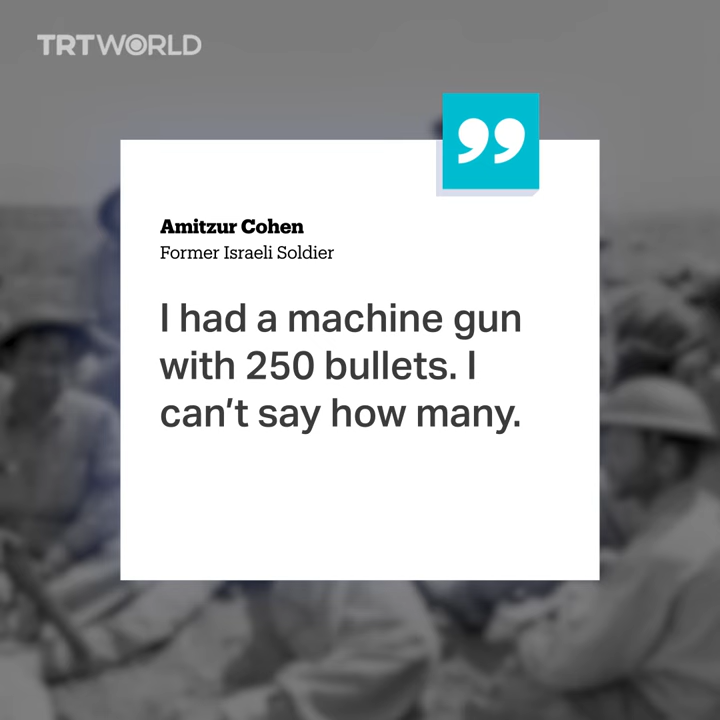 TRTWORLD
”
Amitzur Cohen
Former Israeli Soldier
I had a machine gun
with 250 bullets. I
can't say how many.